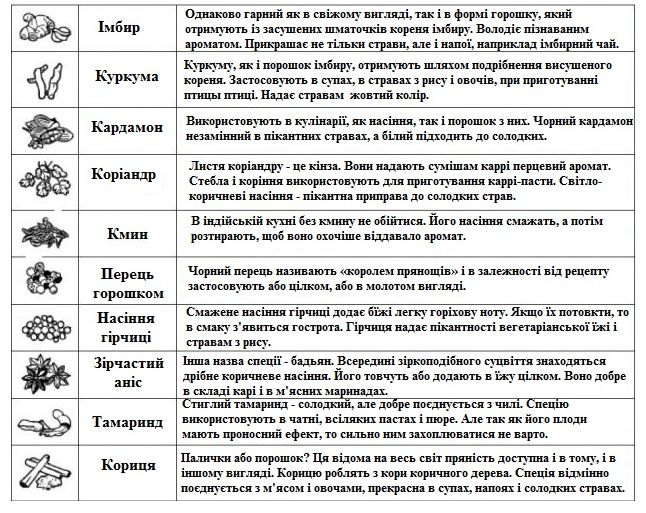 Імбир
Однаково гарний як в свіжому вигляді, так і в формі горошку, який
отримують із засушених шматочків кореня імбиру. Володіє пізнаваним
ароматом. Прикрашає не тільки страви, але і напої, наприклад імбирний чай.
Куркума
Куркуму, як і порошок імбиру, отримують шляхом подрібнення висушеного
кореня. Застосовують в супах, в стравах з рису і овочів, при приготуванні
птицы птиці. Надає стравам жовтий колір.
Кардамон
Використовують в кулінарії, як насіння, так і порошок з них. Чорний кардамон
незамінний в пікантних стравах, а білий підходить до солодких.
Коріандр
Листя коріандру - це кінза. Вони надають сумішам каррі перцевий аромат.
Стебла і коріння використовують для приготування каррі-пасти. Світло-
коричневі насіння - пікантна приправа до солодких страв.
Кмин
В індійській кухні без кмину не обійтися. Його насіння смажать, а потім
розтирають, щоб воно охочіше віддавало аромат.
Перець
горошком
Чорний перець називають «королем прянощів» і в залежності від рецепту
застосовують або цілком, або в молотом вигляді.
Насіння
гірчиці
Смажене насіння гірчиці додає бїжі легку горіхову ноту. Якщо їх потовкти, то
в смаку з'явиться гострота. Гірчиця надає пікантності вегетаріанської їжі і
стравам з рису.
Зірчастий
аніс
Інша назва спеції - бадьян. Всередині зіркоподібного суцвіття знаходяться
дрібне коричневе насіння. Його товчуть або додають в їжу цілком. Воно добре
в складі карі і в м'ясних маринадах.
Тамаринд
Стиглий тамаринд - солодкий, але добре поєднується з чилі. Спецію
використовують в чатні, всіляких пастах і пюре. Але так як його плоди
мають проносний ефект, то сильно ним захоплюватися не варто.
Кориця
Палички або порошок? Ця відома на весь світ пряність доступна і в тому, і в
іншому вигляді. Корицю роблять з кори коричного дерева. Спеція відмінно
поєднується з м'ясом і овочами, прекрасна в супах, напоях і солодких стравах.